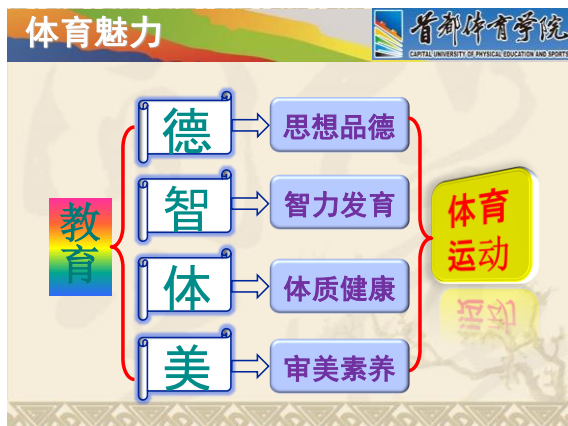 体育魅力
首都体育学院
CAPITAL UNIVERSITY OF PHYSICAL EDUCATION AND SPORTS
教育
德
思想品德
智
智力发育
体
体质健康
美
审美素养
体育
运动